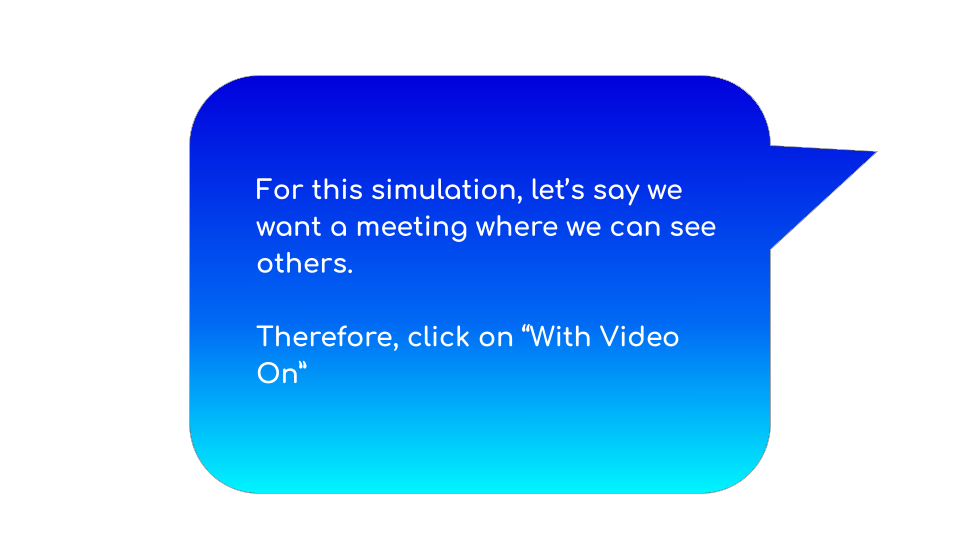 For this simulation, let’s say we
want a meeting where we can see
others.
Therefore, click on “With Video
On”